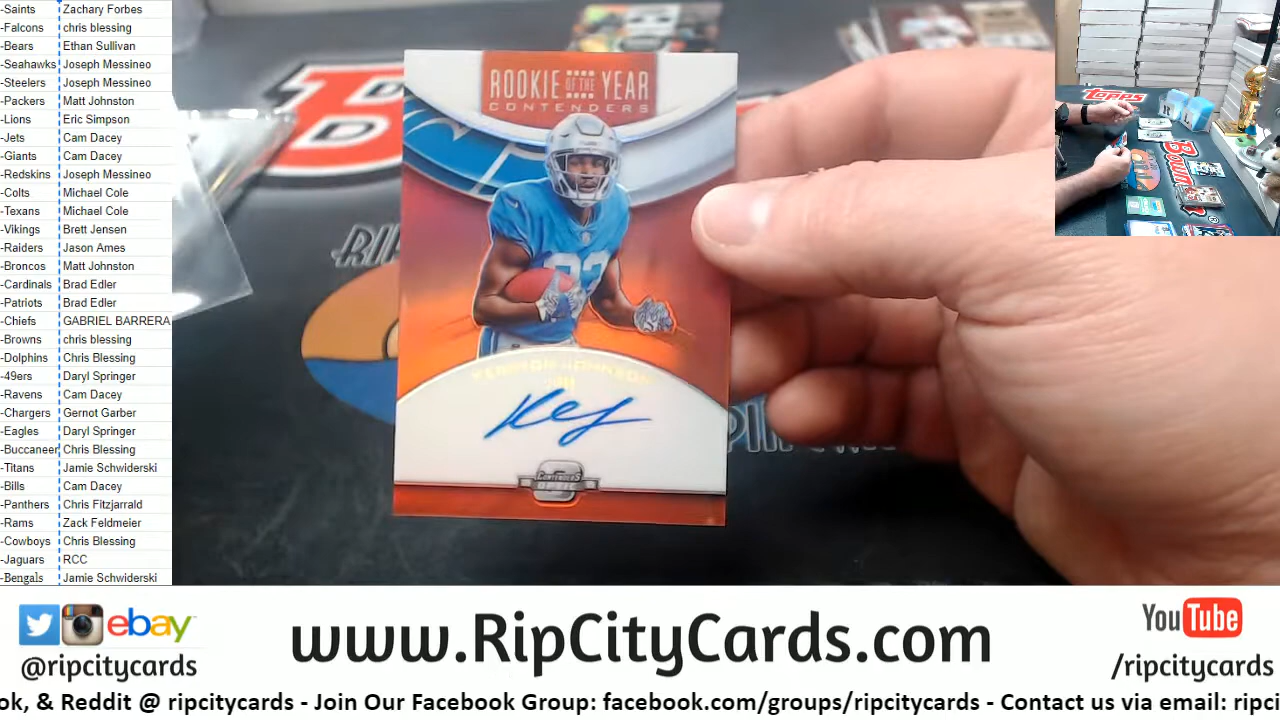 -Saints Zachary Forbes
-Falcons chris blessing
-Bears Ethan Sullivan
-Seahawks Joseph Messineo
-Steelers Joseph Messineo
-Packers Matt Johnston
-Lions Eric Simpson
-Jets Cam Dacey
-Giants Cam Dacey
-Redskins Joseph Messineo
-Colts Michael Cole
-Texans Michael Cole
-Vikings Brett Jensen
-Raiders Jason Ames
-Broncos Matt Johnston
-Cardinals Brad Edler
-Patriots Brad Edler
-Chiefs GABRIEL BARRERA
-Browns chris blessing
-Dolphins Chris Blessing
-49ers Daryl Springer
-Ravens Cam Dacey
-Chargers Gernot Garber
-Eagles Daryl Springer
-Buccaneer Chris Blessing
-Titans Jamie Schwiderski
-Bills Cam Dacey
-Panthers Chris Fitzjarrald
-Rams Zack Feldmeier
-Cowboys Chris Blessing
-Jaguars RCC
-Bengals Jamie Schwiderski
ROOKIE OF THE YEAR
CONTENDERS
KERRYON JOHNSON
CONTENDERS
OPTIC
Topps
ebay
@ripcitycards
www.RipCityCards.com
YouTube
/ripcitycards
ok, & Reddit @ ripcitycards - Join Our Facebook Group: facebook.com/groups/ripcitycards - Contact us via email: ripci